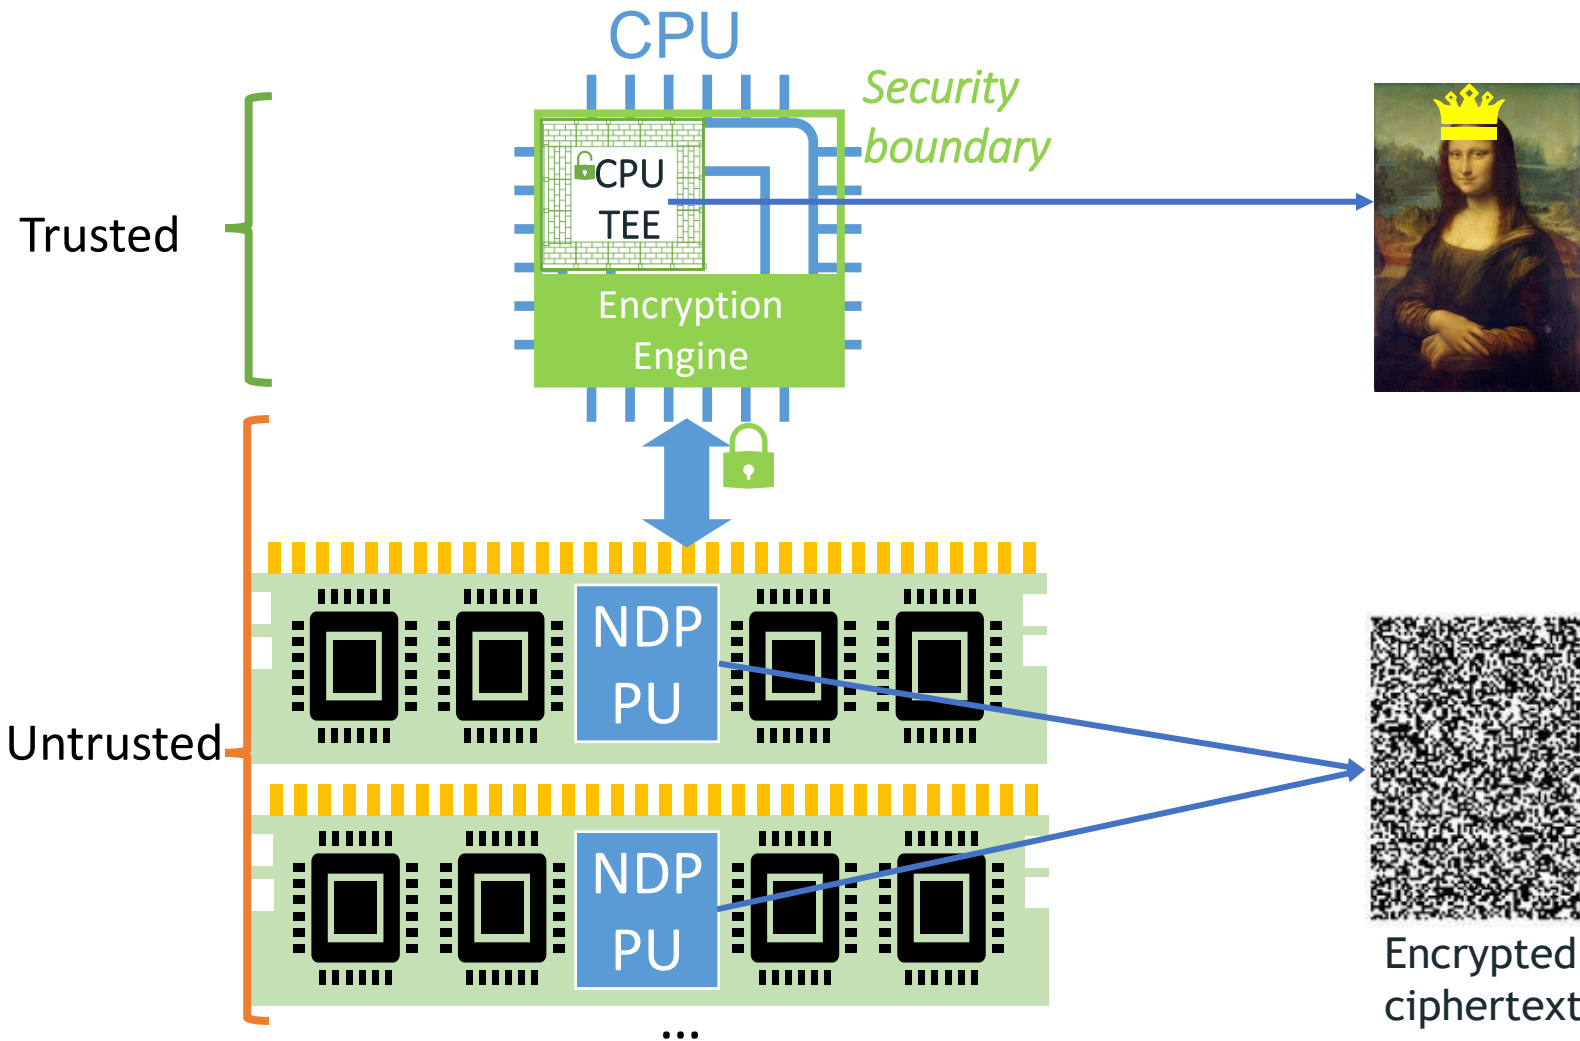 CPU
Security
boundary
CPU
TEE
Trusted
Encryption
Engine
NDP
PU
Untrusted
NDP
PU
Encrypted
ciphertext
...